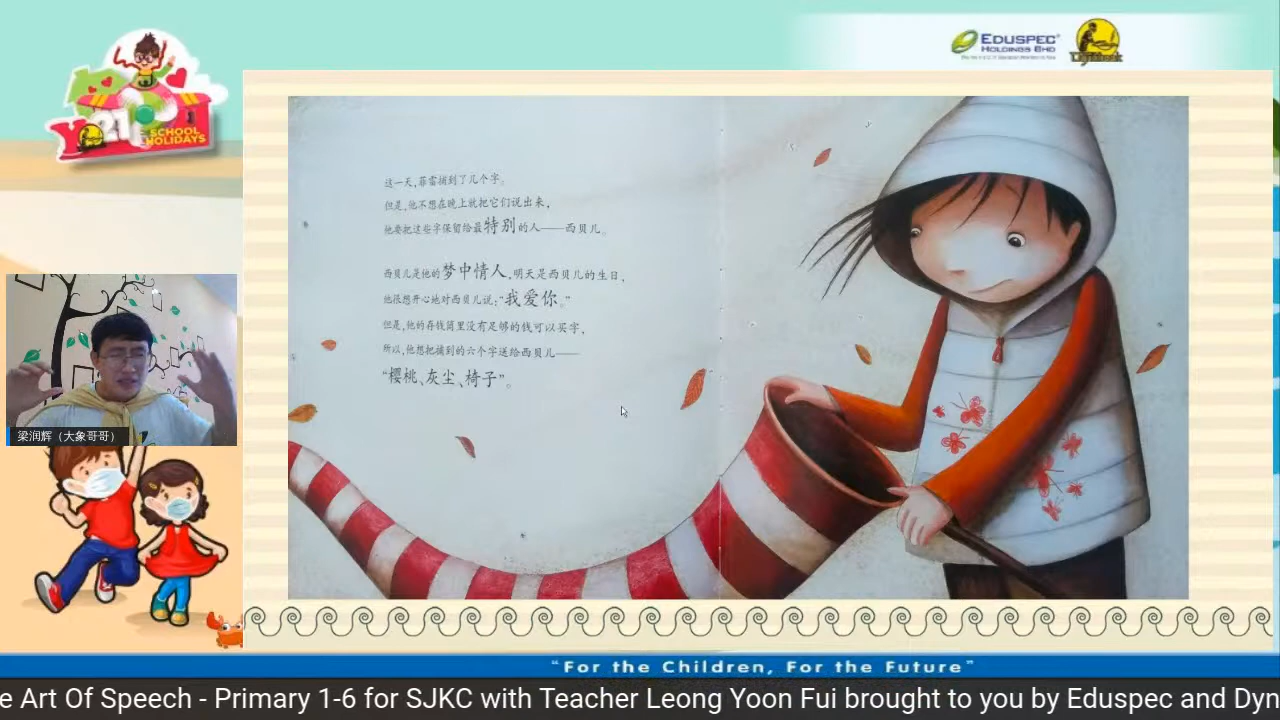 EDUSPEC
HOLDINGS BHD
21
SCHOOL
HOLIDAYS
这一天,菲雷捕到了几个字。
但是,他不想在晚上就把它们说出来,
他要把这些字保留给最特别的人——西贝儿。
西贝儿是他的梦中情人,明天是西贝儿的生日,
他很想开心地对西贝儿说:“我爱你。”
但是,他的存钱筒里没有足够的钱可以买字,
所以,他想把捕到的六个字送给西贝儿——
“樱桃、灰尘、椅子”。
梁润辉(大象哥哥)
“For the Children, For the Future”
e Art Of Speech - Primary 1-6 for SJKC with Teacher Leong Yoon Fui brought to you by Eduspec and Dyn